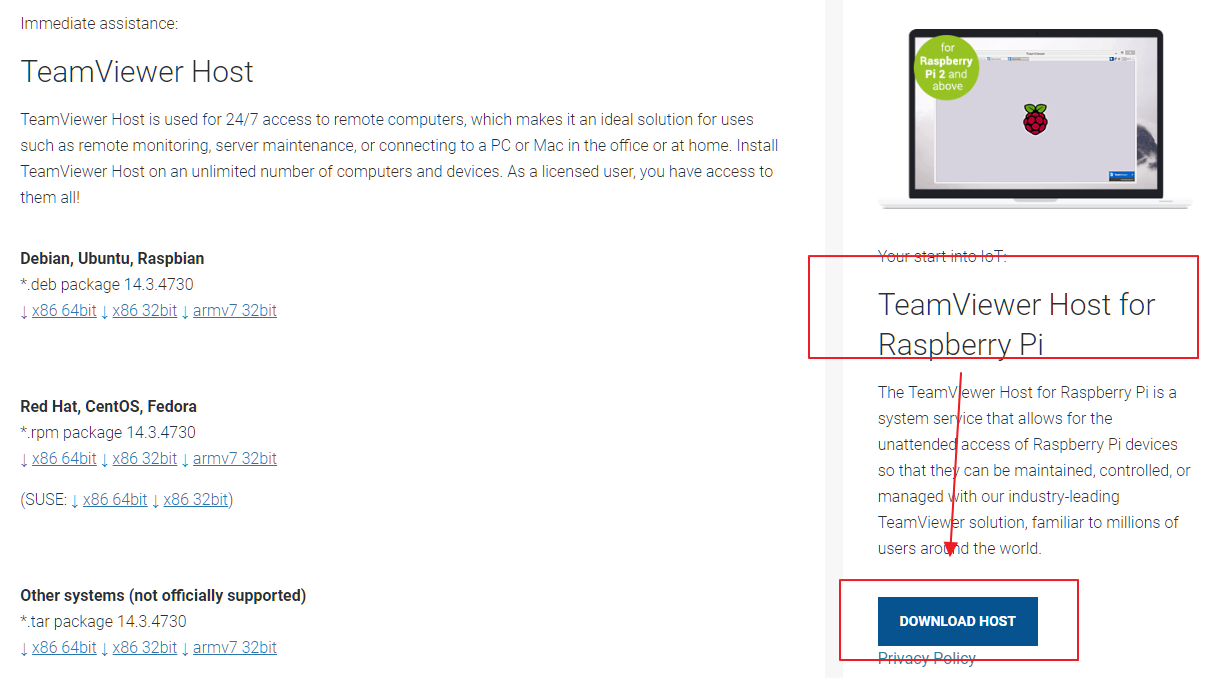 Immediate assistance:
TeamViewer Host
TeamViewer Host is used for 24/7 access to remote computers, which makes it an ideal solution for uses
such as remote monitoring, server maintenance, or connecting to a PC or Mac in the office or at home. Install
TeamViewer Host on an unlimited number of computers and devices. As a licensed user, you have access to
them all!
Debian, Ubuntu, Raspbian
*.deb package 14.3.4730
↓ x86 64bit ↓ x86 32bit ↓ armv7 32bit
Red Hat, CentOS, Fedora
*.rpm package 14.3.4730
↓ x86 64bit ↓ x86 32bit ↓ armv7 32bit
(SUSE: ↓ x86 64bit ↓ x86 32bit)
Other systems (not officially supported)
*.tar package 14.3.4730
↓ x86 64bit ↓ x86 32bit ↓ armv7 32bit
for
Raspberry
Pi 2 and
above
Your start into IoT:
TeamViewer Host for
Raspberry Pi
The TeamViewer Host for Raspberry Pi is a
system service that allows for the
unattended access of Raspberry Pi devices
so that they can be maintained, controlled, or
managed with our industry-leading
TeamViewer solution, familiar to millions of
users around the world.
DOWNLOAD HOST
Privacy Policy